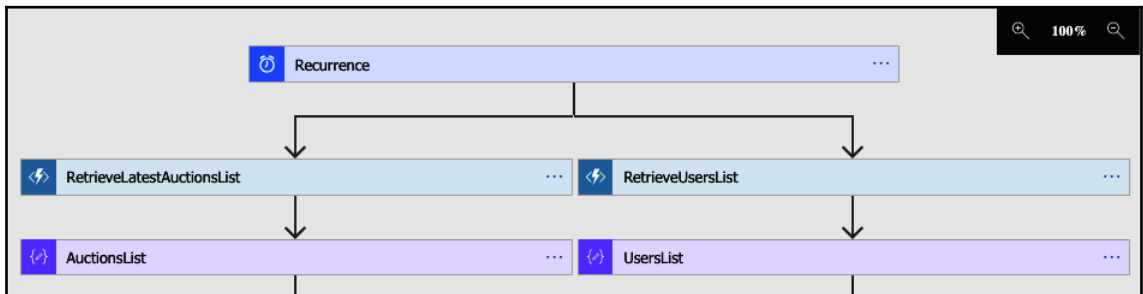 100%
Recurrence
RetrieveLatestAuctionsList
RetrieveUsersList
AuctionsList
UsersList